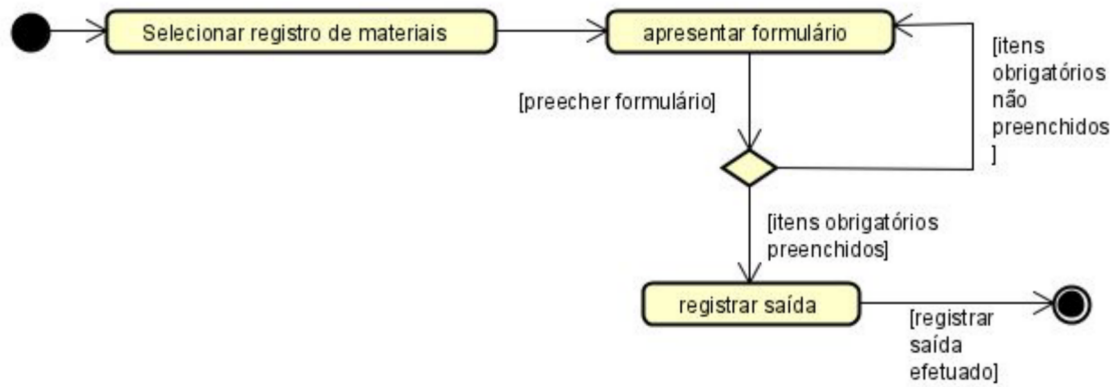 Selecionar registro de materiais
apresentar formulário
[itens
obrigatórios
não
preenchidos
]
[preecher formulário]
[itens obrigatórios
preenchidos]
registrar saída
[registrar
saída
efetuado]